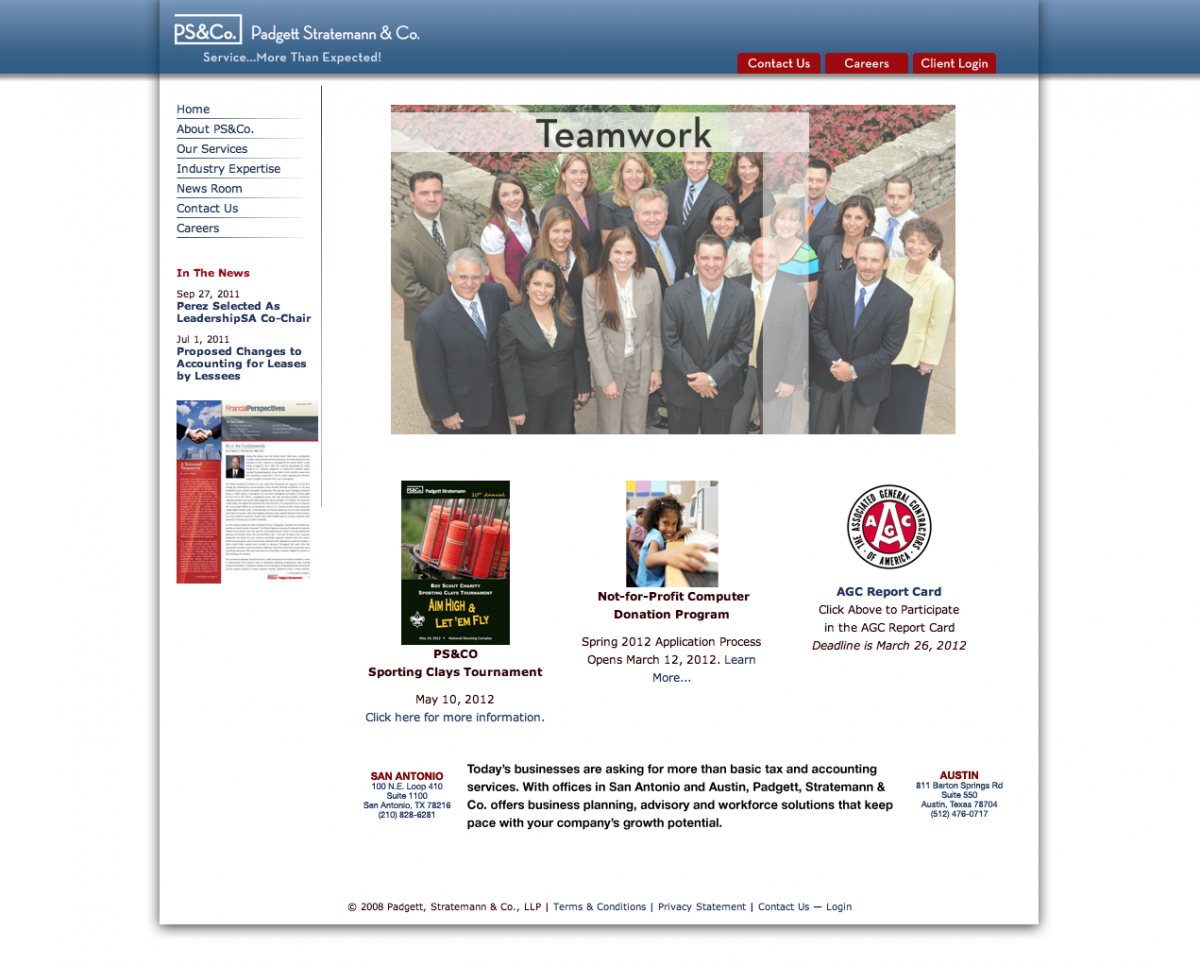 PS&Co. Padgett Stratemann & Co.
Service...More Than Expected!
Contact Us
Careers
Client Login
Home
About PS&Co.
Our Services
Industry Expertise
News Room
Contact Us
Careers
In The News
Sep 27, 2011
Perez Selected As
LeadershipSA Co-Chair
Jul 1, 2011
Proposed Changes to
Accounting for Leases
by Lessees
FinancialPerspectives
Teamwork
PS&Co. Padgett Stratemann
10th Annual
Boy Scout Charity
Sporting Clays Tournament
Aim High &
Let 'em Fly
May 10, 2012 • National Shooting Complex
PS&CO
Sporting Clays Tournament
May 10, 2012
Click here for more information.
Not-for-Profit Computer
Donation Program
Spring 2012 Application Process
Opens March 12, 2012. Learn
More...
THE ASSOCIATED GENERAL CONTRACTORS
AGC
OF AMERICA
AGC Report Card
Click Above to Participate
in the AGC Report Card
Deadline is March 26, 2012
SAN ANTONIO
100 N.E. Loop 410
Suite 1100
San Antonio, TX 78216
(210) 828-6281
Today's businesses are asking for more than basic tax and accounting
services. With offices in San Antonio and Austin, Padgett, Stratemann &
Co. offers business planning, advisory and workforce solutions that keep
pace with your company's growth potential.
AUSTIN
811 Barton Springs Rd
Suite 550
Austin, Texas 78704
(512) 476-0717
© 2008 Padgett, Stratemann & Co., LLP | Terms & Conditions | Privacy Statement | Contact Us — Login